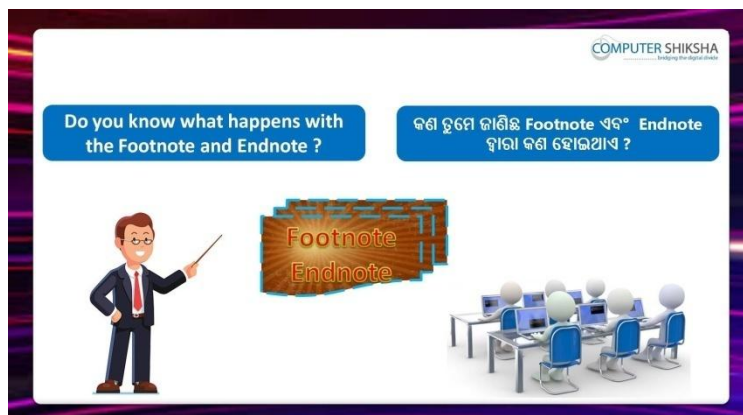 COMPUTER SHIKSHA
bridging the digital divide
Do you know what happens with
the Footnote and Endnote ?
କଣ ତୁମେ ଜାଣିଛ Footnote ଏବଂ Endnote
ଦ୍ୱାରା କଣ ହୋଇଥାଏ ?
Footnote
Endnote